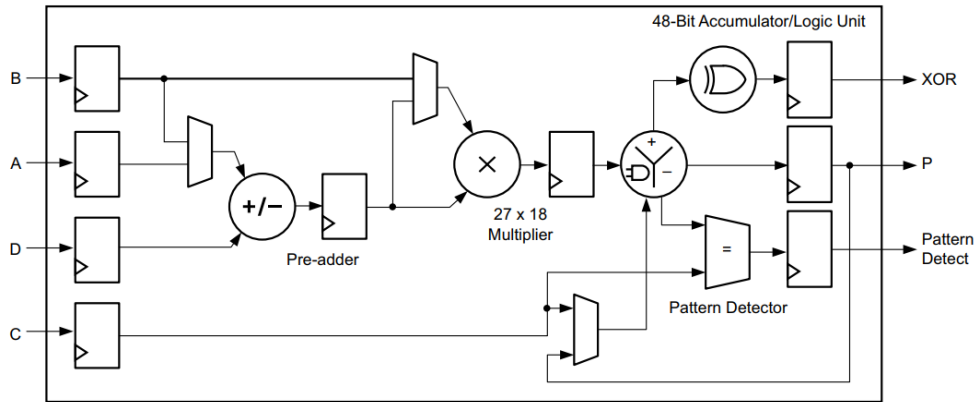 48-Bit Accumulator/Logic Unit
B
XOR
A
+
–
P
×
+/–
27 x 18
Multiplier
D
Pre-adder
=
Pattern
Detect
Pattern Detector
C